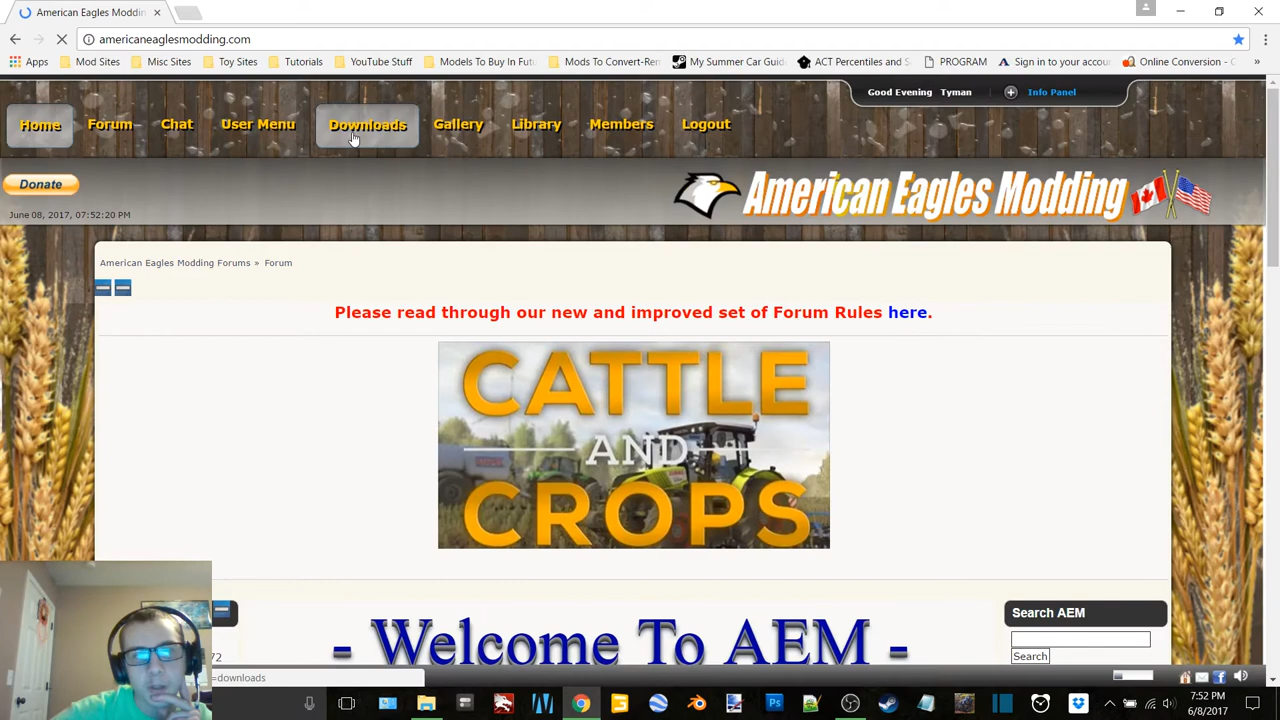 American Eagles Moddin
americaneaglesmodding.com
Apps Mod Sites Misc Sites Toy Sites Tutorials YouTube Stuff Models To Buy In Futu Mods To Convert-Ren My Summer Car Guide ACT Percentile and S PROGRAM Sign in to your accou Online Conversion - C »
Good Evening Tyman Info Panel
Home Forum Chat User Menu Downloads Gallery Library Members Logout
Donate
American Eagles Modding
June 08, 2017, 07:52:20 PM
American Eagles Modding Forums » Forum
Please read through our new and improved set of Forum Rules here.
CATTLE
AND
CROPS
Search AEM
- Welcome To AEM -
72
Search
=downloads
7:52 PM
6/8/2017